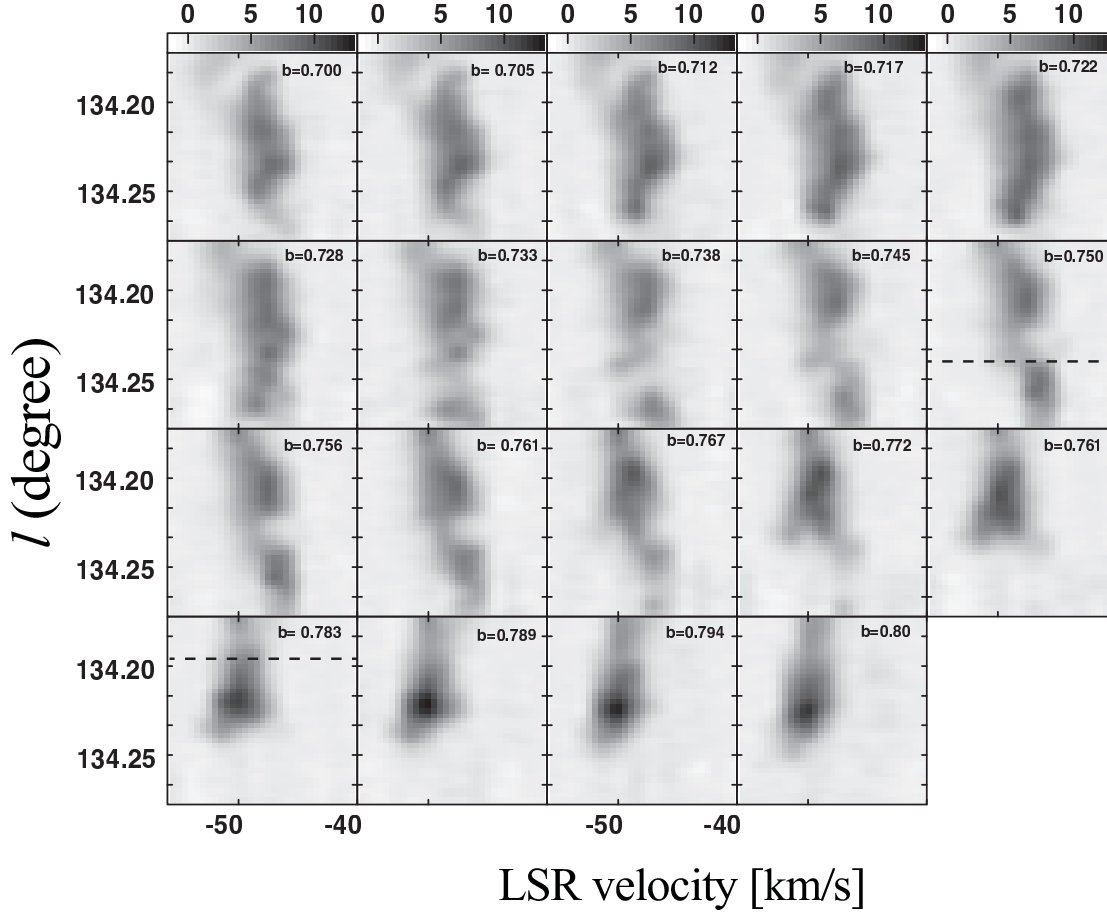 0 5 10 0 5 10 0 5 10 0 5 10 0 5 10
b=0.700 b= 0.705 b=0.712 b=0.717 b=0.722
134.20
134.25
b=0.728 b=0.733 b=0.738 b=0.745 b=0.750
134.20
134.25
b=0.756 b=0.761 b=0.767 b=0.772 b=0.761
134.20
134.25
b= 0.783 b=0.789 b=0.794 b=0.80
134.20
134.25
-50 -40 -50 -40
l (degree)
LSR velocity [km/s]